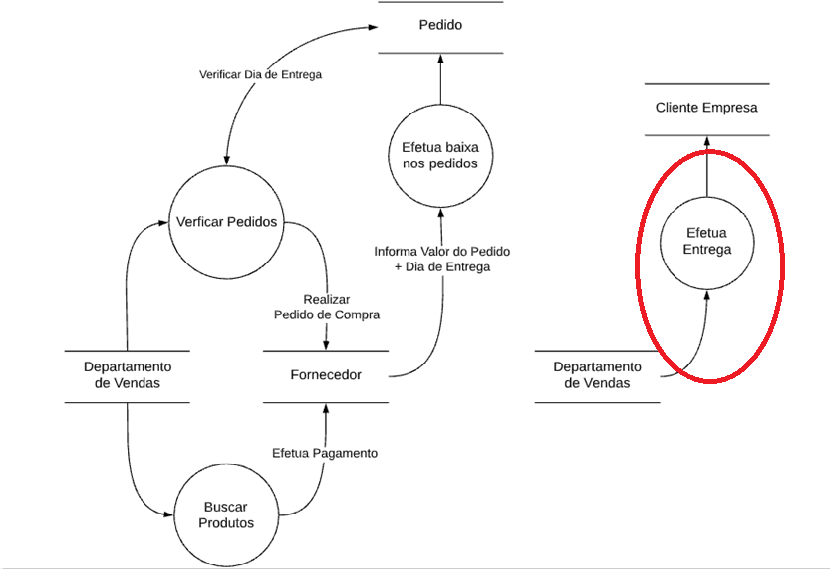 Pedido
Verificar Dia de Entrega
Cliente Empresa
Efetua baixa
nos pedidos
Verficar Pedidos
Efetua
Entrega
Informa Valor do Pedido
+ Dia de Entrega
Realizar
Pedido de Compra
Departamento
de Vendas
Fornecedor
Departamento
de Vendas
Efetua Pagamento
Buscar
Produtos